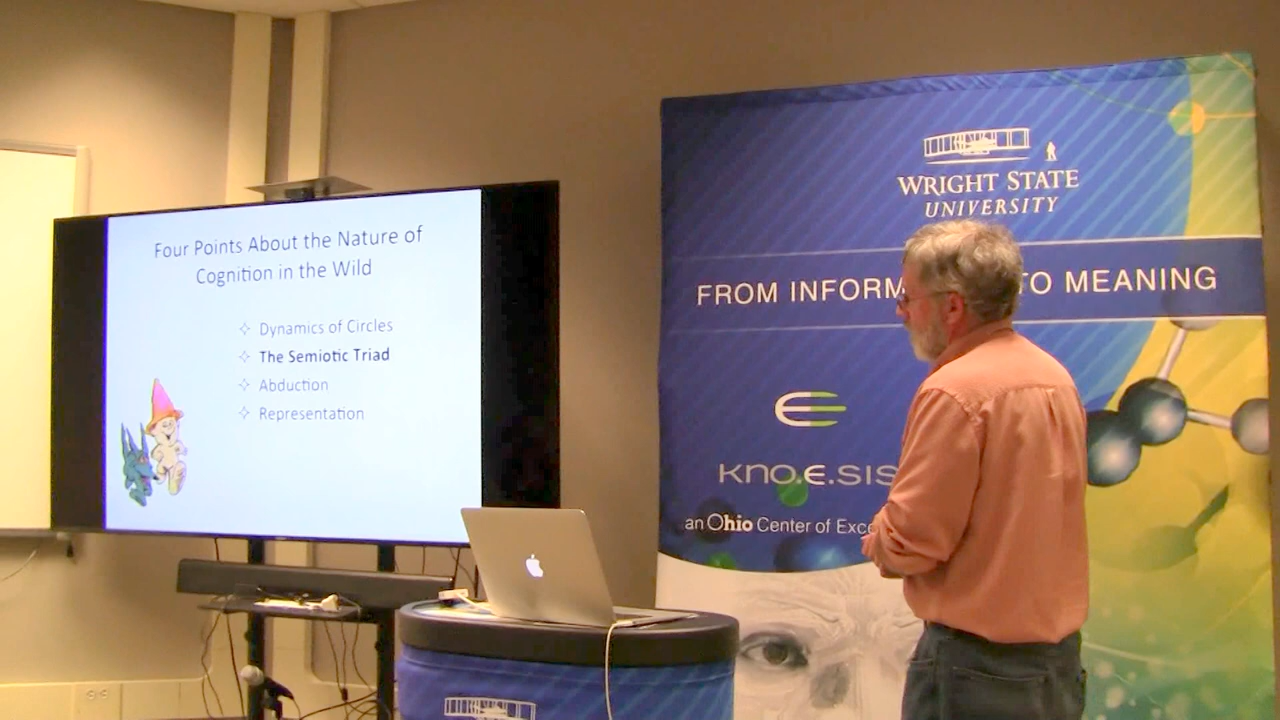 Four Points About the Nature of
Cognition in the Wild
✧ Dynamics of Circles
✧ The Semiotic Triad
✧ Abduction
✧ Representation
WRIGHT STATE
UNIVERSITY
FROM INFORM TO MEANING
KNO.E.SIS
an Ohio Center of Exce